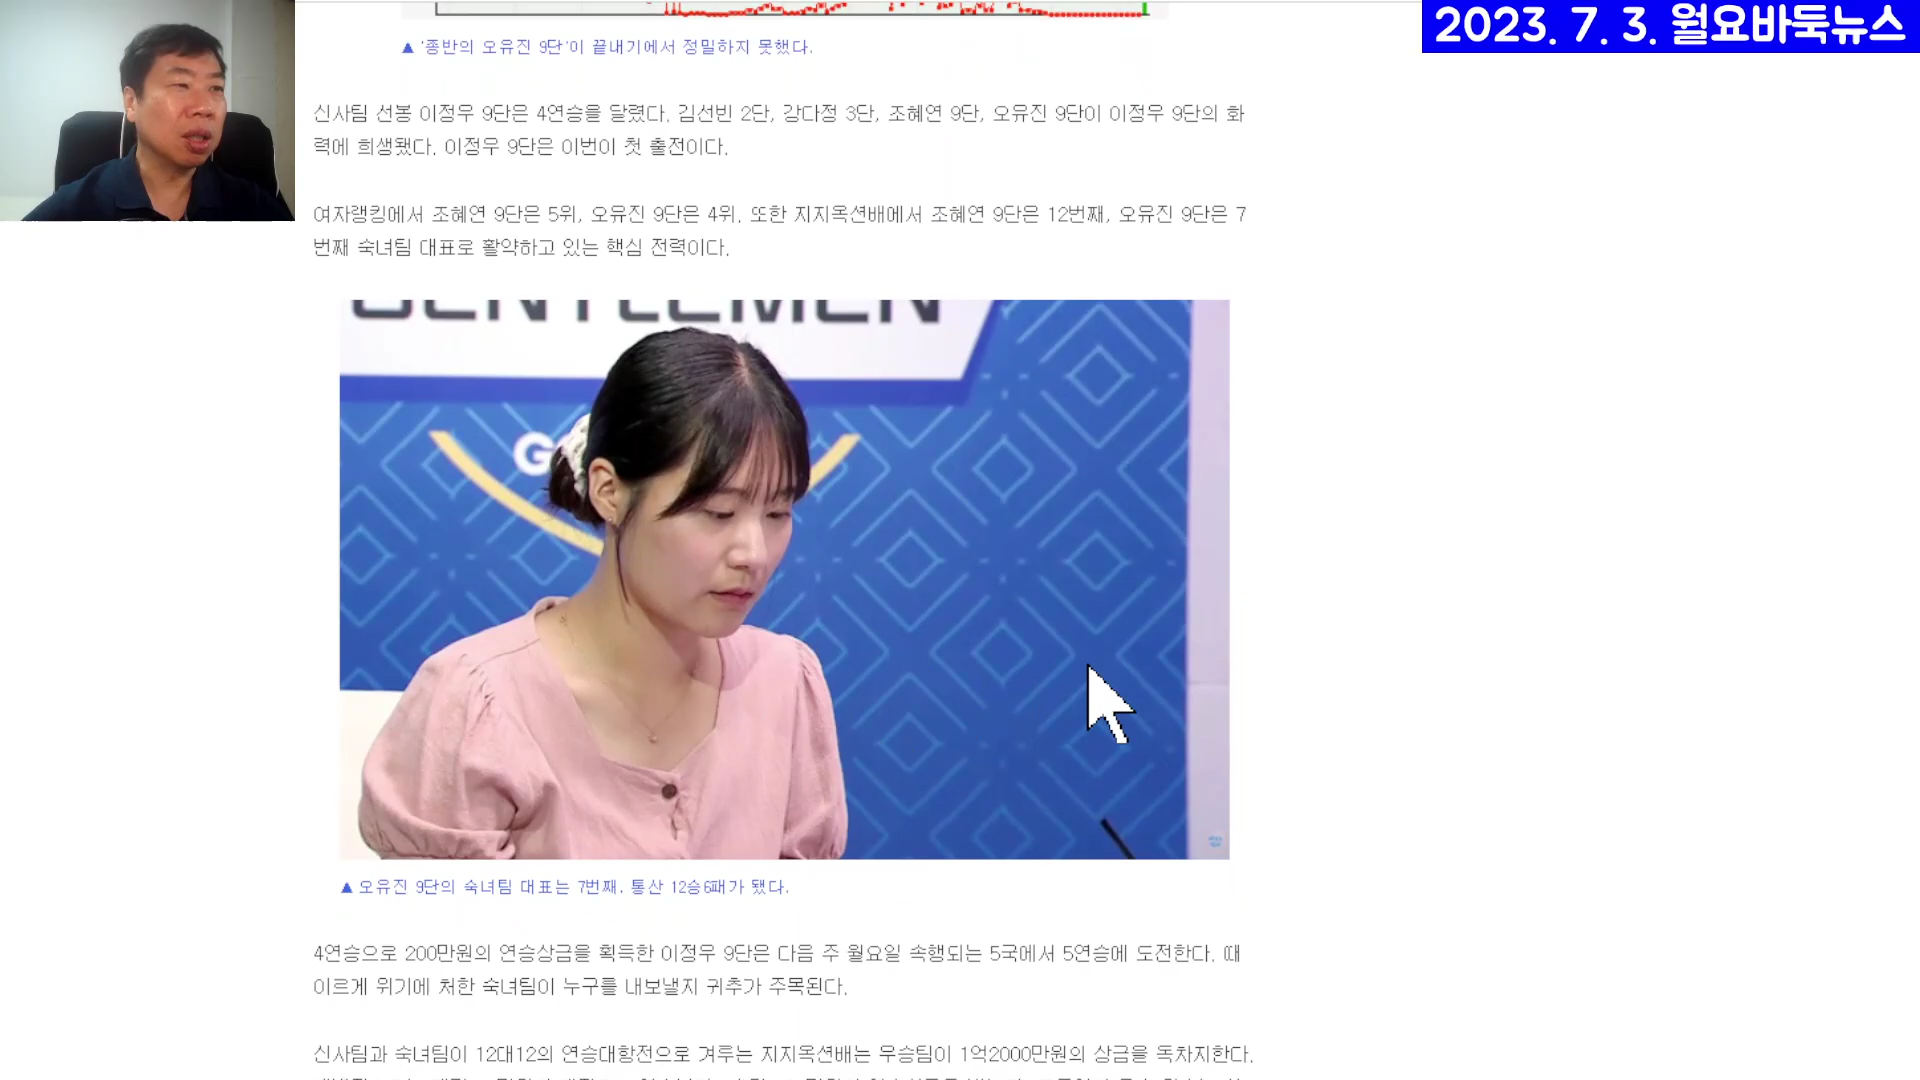 2023. 7. 3. 월요바둑뉴스
▲ '종반의 오유진 9단'이 끝내기에서 정밀하지 못했다.
신사팀 선봉 이정우 9단은 4연승을 달렸다. 김선빈 2단, 강다정 3단, 조혜연 9단, 오유진 9단이 이정우 9단의 화
력에 희생됐다. 이정우 9단은 이번이 첫 출전이다.
여자랭킹에서 조혜연 9단은 5위, 오유진 9단은 4위. 또한 지지옥션배에서 조혜연 9단은 12번째, 오유진 9단은 7
번째 숙녀팀 대표로 활약하고 있는 핵심 전력이다.
GENTLEMEN
G
▲ 오유진 9단의 숙녀팀 대표는 7번째. 통산 12승6패가 됐다.
4연승으로 200만원의 연승상금을 획득한 이정우 9단은 다음 주 월요일 속행되는 5국에서 5연승에 도전한다. 때
이르게 위기에 처한 숙녀팀이 누구를 내보낼지 귀추가 주목된다.
신사팀과 숙녀팀이 12대12의 연승대항전으로 겨루는 지지옥션배는 우승팀이 1억2000만원의 상금을 독차지한다.